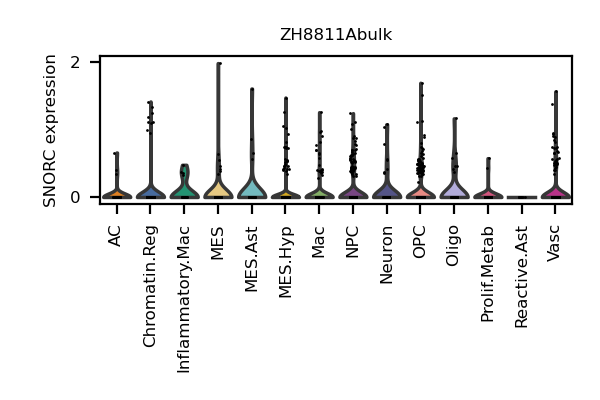 ZH8811Abulk
SNORC expression
2
0
AC
Chromatin.Reg
Inflammatory.Mac
MES
MES.Ast
MES.Hyp
Mac
NPC
Neuron
OPC
Oligo
Prolif.Metab
Reactive.Ast
Vasc